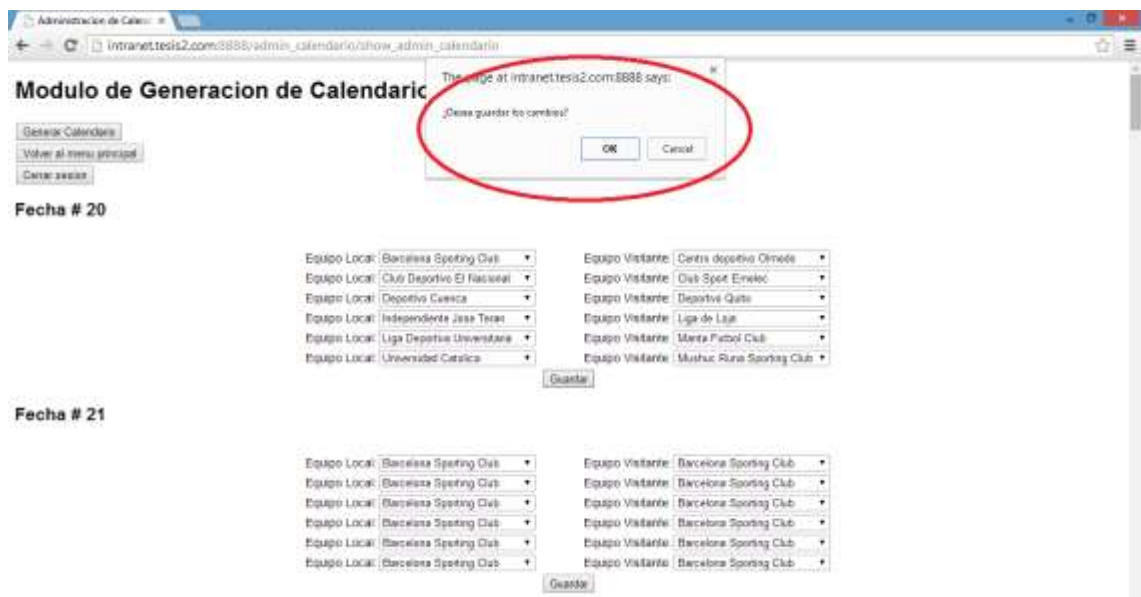 Administracion de Calen
intranet.tesis2.com:8888/admin_calendario/show_admin_calendario
The page at intranet.tesis2.com:8888 says:
¿Desea guardar los cambios?
OK Cancel
Modulo de Generacion de Calendario
Generar Calendario
Volver al menu principal
Cerrar sesion
Fecha # 20
Equipo Local: Barcelona Sporting Club Equipo Visitante: Centro deportivo Olmedo
Equipo Local: Club Deportivo El Nacional Equipo Visitante: Club Sport Emelec
Equipo Local: Deportivo Cuenca Equipo Visitante: Deportivo Quito
Equipo Local: Independiente Jose Teran Equipo Visitante: Liga de Loja
Equipo Local: Liga Deportiva Universitaria Equipo Visitante: Manta Futbol Club
Equipo Local: Universidad Catolica Equipo Visitante: Mushuc Runa Sporting Club
Guardar
Fecha # 21
Equipo Local: Barcelona Sporting Club Equipo Visitante: Barcelona Sporting Club
Equipo Local: Barcelona Sporting Club Equipo Visitante: Barcelona Sporting Club
Equipo Local: Barcelona Sporting Club Equipo Visitante: Barcelona Sporting Club
Equipo Local: Barcelona Sporting Club Equipo Visitante: Barcelona Sporting Club
Equipo Local: Barcelona Sporting Club Equipo Visitante: Barcelona Sporting Club
Equipo Local: Barcelona Sporting Club Equipo Visitante: Barcelona Sporting Club
Guardar